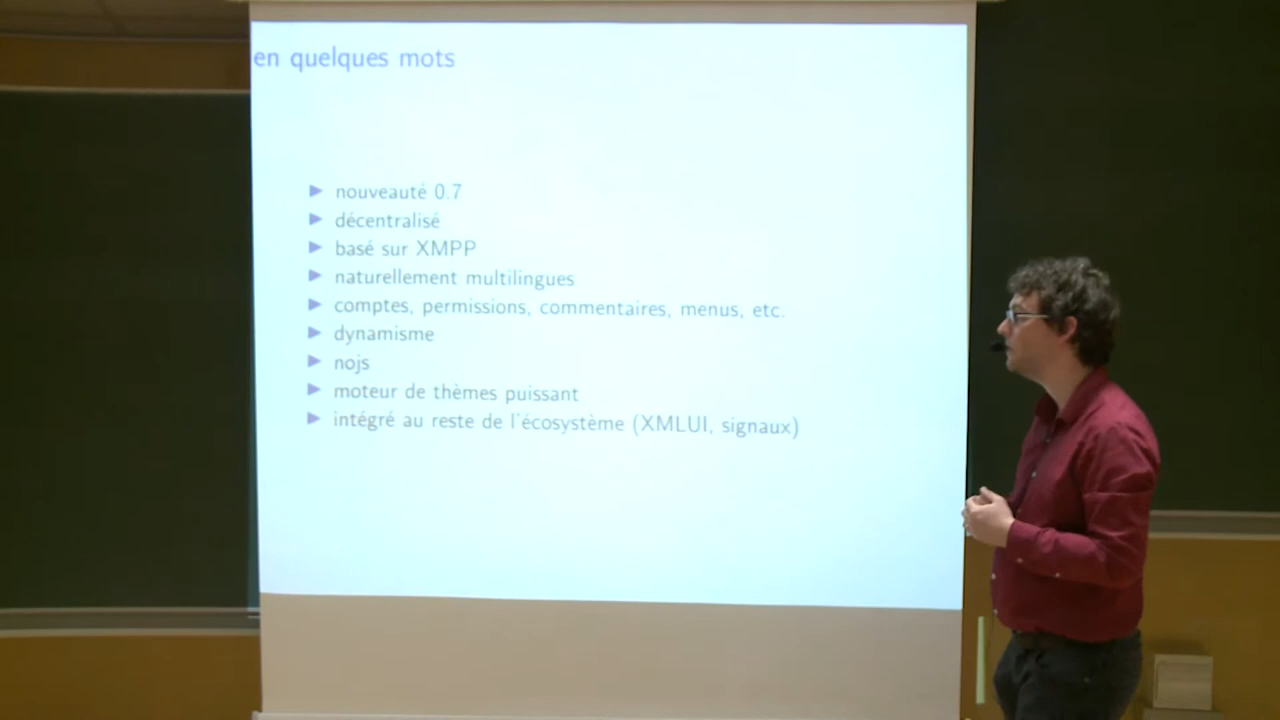 en quelques mots
nouveauté 0.7
décentralisé
basé sur XMPP
naturellement multilingues
comptes, permissions, commentaires, menus, etc.
dynamisme
nojs
moteur de thèmes puissant
intégré au reste de l'écosystème (XMLUI, signaux)